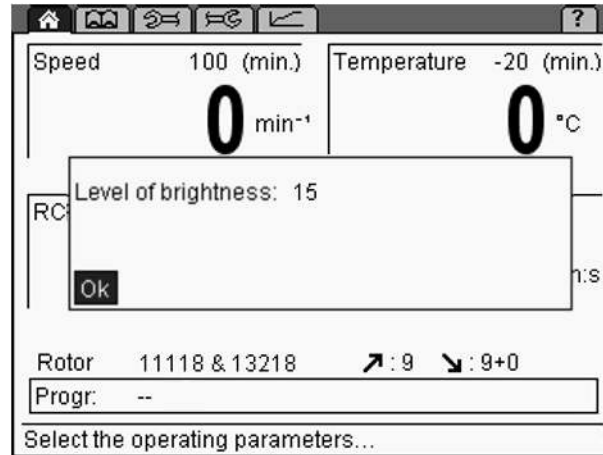 ?
Speed 100 (min.)
Temperature -20 (min.)
0 min⁻¹
0 °C
Level of brightness: 15
RC
Ok
n:s
Rotor 11118 & 13218 ↗: 9 ↘: 9+0
Progr: --
Select the operating parameters...